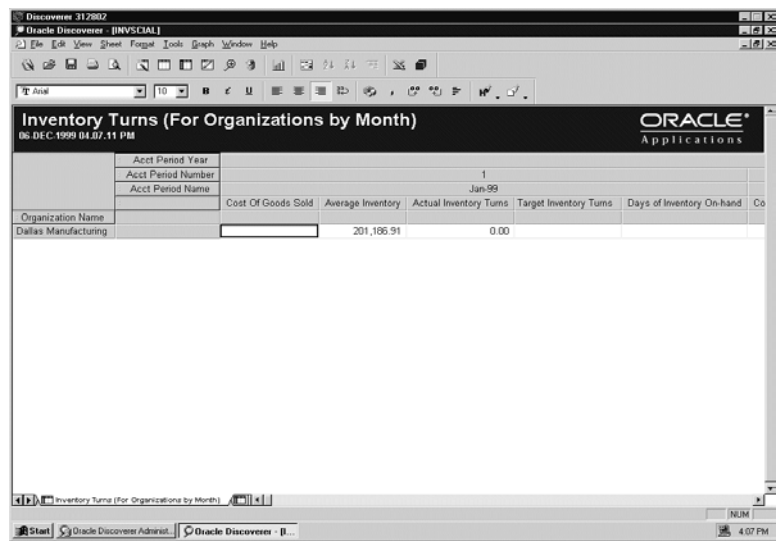 Discoverer 312802
Oracle Discoverer - [INVSCIAL]
File Edit View Sheet Format Tools Graph Window Help
Arial 10 B I U
Inventory Turns (For Organizations by Month)
06-DEC-1999 04.07.11 PM
ORACLE
Applications
Acct Period Year
Acct Period Number 1
Acct Period Name Jan-99
Cost Of Goods Sold Average Inventory Actual Inventory Turns Target Inventory Turns Days of Inventory On-hand Co
Organization Name
Dallas Manufacturing 201,186.91 0.00
Inventory Turns (For Organizations by Month)
NUM
Start Oracle Discoverer Administ... Oracle Discoverer - [I... 4:07 PM